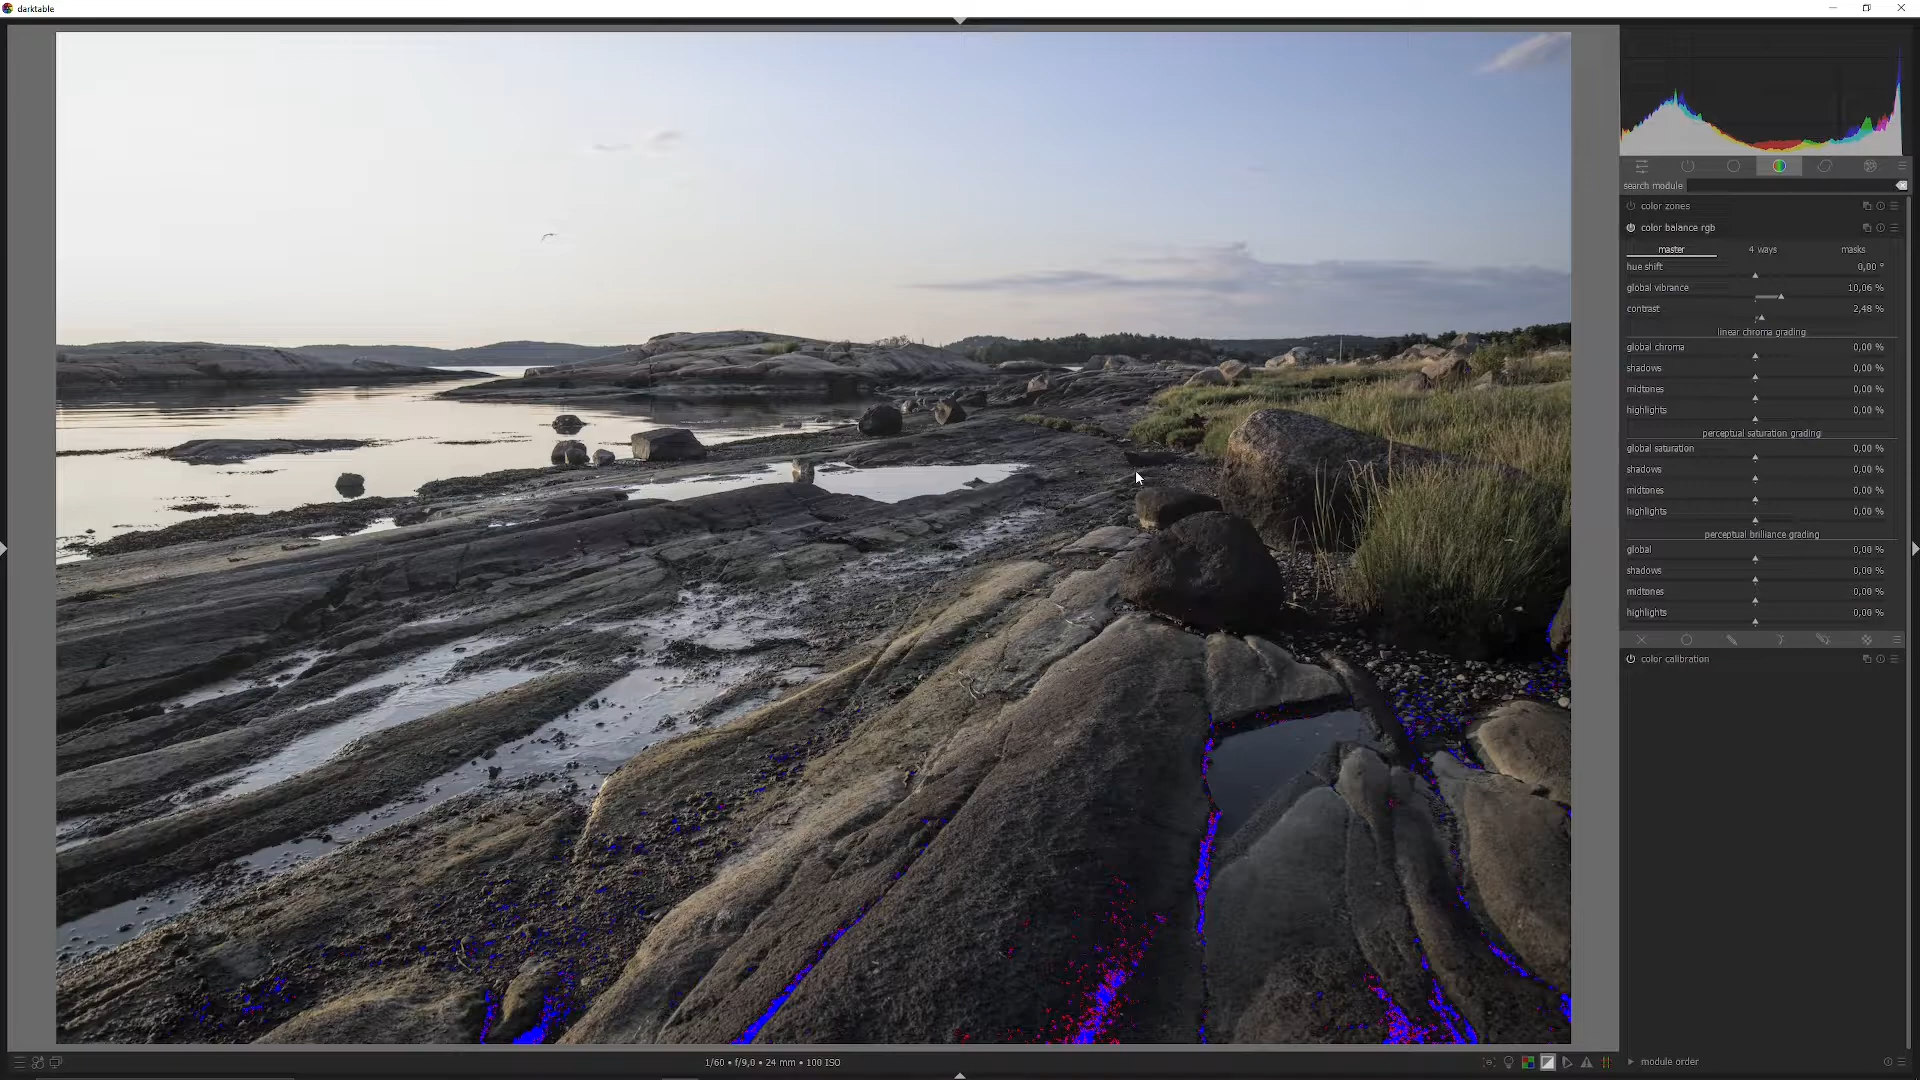 darktable
search module
color zones
color balance rgb
master 4 ways masks
hue shift 0,00 °
global vibrance 10,06 %
contrast 2,48 %
linear chroma grading
global chroma 0,00 %
shadows 0,00 %
midtones 0,00 %
highlights 0,00 %
perceptual saturation grading
global saturation 0,00 %
shadows 0,00 %
midtones 0,00 %
highlights 0,00 %
perceptual brilliance grading
global 0,00 %
shadows 0,00 %
midtones 0,00 %
highlights 0,00 %
color calibration
1/60 • f/9,0 • 24 mm • 100 ISO
module order